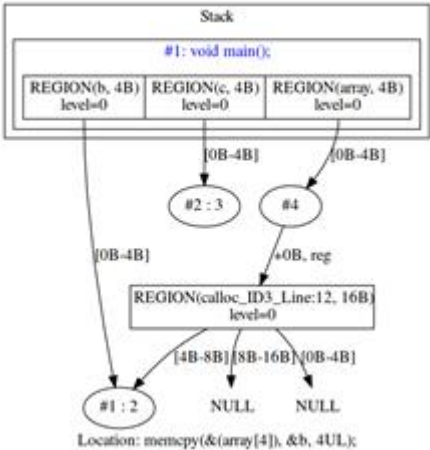 Stack
#1: void main();
REGION(b, 4B)
level=0
REGION(c, 4B)
level=0
REGION(array, 4B)
level=0
[0B-4B]
[0B-4B]
#2 : 3
#4
[0B-4B]
+0B, reg
REGION(calloc_ID3_Line:12, 16B)
level=0
[4B-8B]
[8B-16B]
[0B-4B]
#1 : 2
NULL
NULL
Location: memcpy(&(array[4]), &b, 4UL);